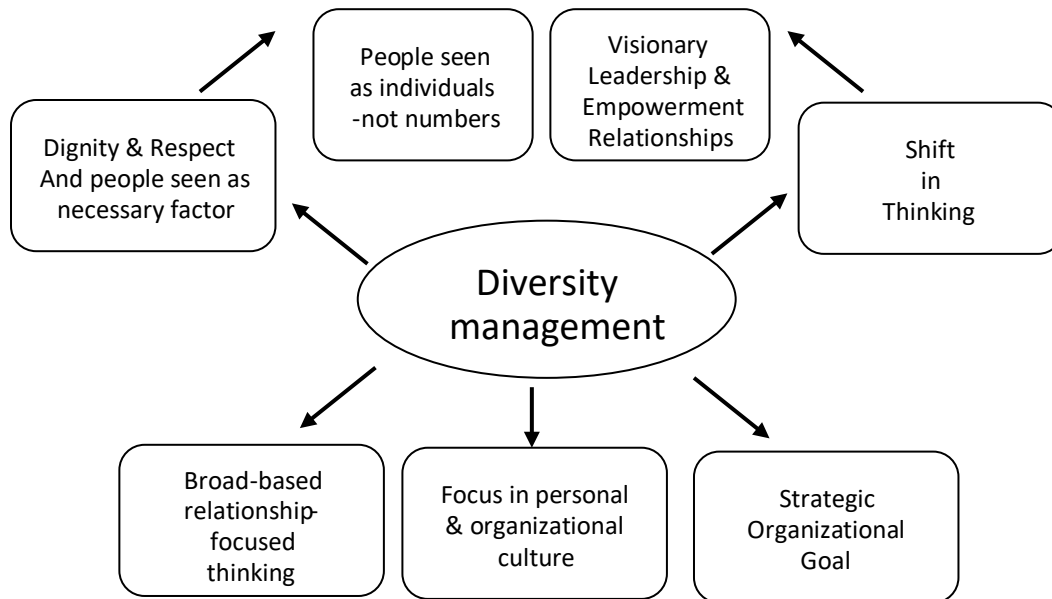 People seen
as individuals
-not numbers
Visionary
Leadership &
Empowerment
Relationships
Dignity & Respect
And people seen as
necessary factor
Shift
in
Thinking
Diversity
management
Broad-based
relationship-
focused
thinking
Focus in personal
& organizational
culture
Strategic
Organizational
Goal